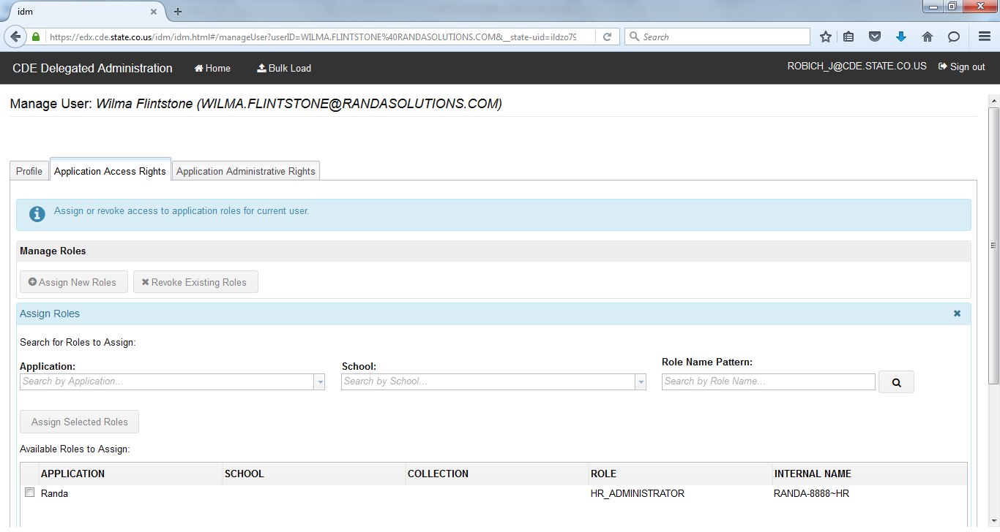 idm
https://edx.cde.state.co.us/idm/idm.html#/manageUser?userID=WILMA.FLINTSTONE%40RANDASOLUTIONS.COM&__state-uid=ildzo79
Search
CDE Delegated Administration Home Bulk Load ROBICH_J@CDE.STATE.CO.US Sign out
Manage User: Wilma Flintstone (WILMA.FLINTSTONE@RANDASOLUTIONS.COM)
Profile Application Access Rights Application Administrative Rights
Assign or revoke access to application roles for current user.
Manage Roles
Assign New Roles Revoke Existing Roles
Assign Roles
Search for Roles to Assign:
Application: School: Role Name Pattern:
Search by Application... Search by School... Search by Role Name...
Assign Selected Roles
Available Roles to Assign:
APPLICATION SCHOOL COLLECTION ROLE INTERNAL NAME
Randa HR_ADMINISTRATOR RANDA-8888~HR